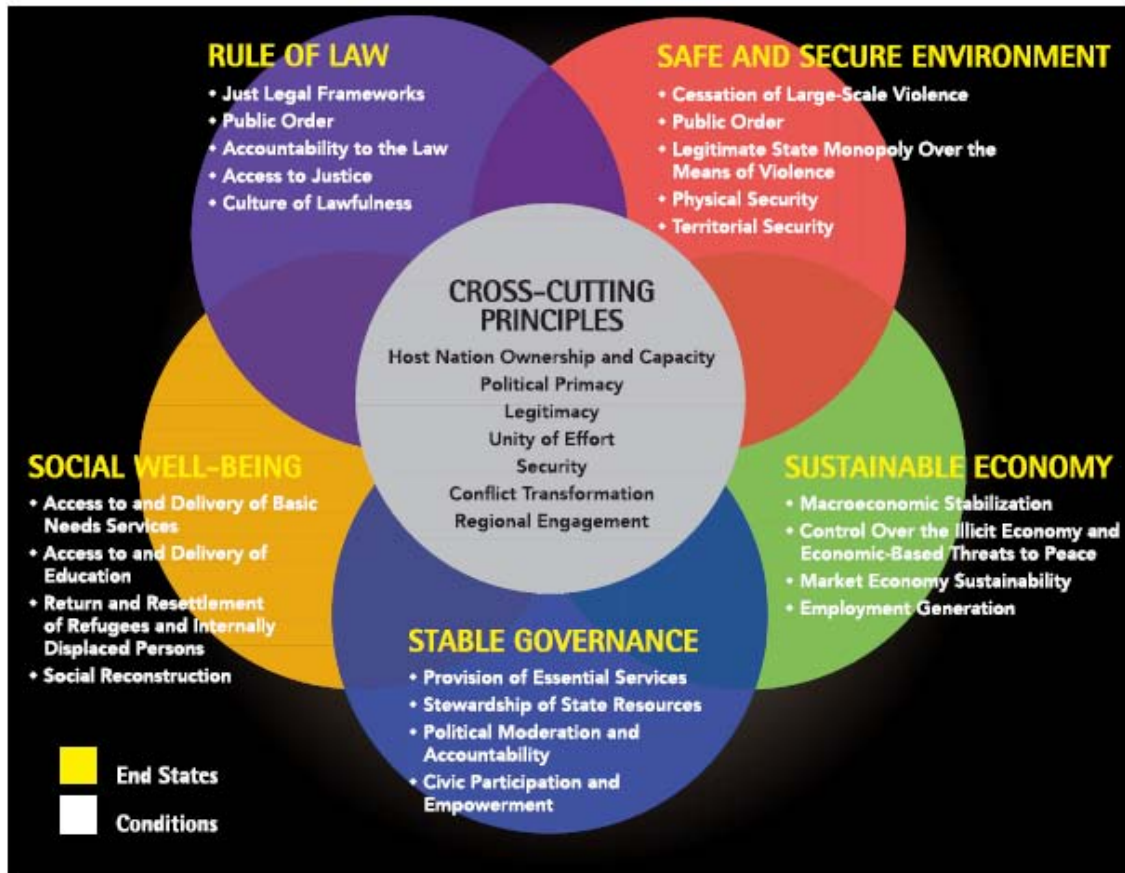 RULE OF LAW
• Just Legal Frameworks
• Public Order
• Accountability to the Law
• Access to Justice
• Culture of Lawfulness
SAFE AND SECURE ENVIRONMENT
• Cessation of Large-Scale Violence
• Public Order
• Legitimate State Monopoly Over the
Means of Violence
• Physical Security
• Territorial Security
CROSS-CUTTING
PRINCIPLES
Host Nation Ownership and Capacity
Political Primacy
Legitimacy
Unity of Effort
Security
Conflict Transformation
Regional Engagement
SOCIAL WELL-BEING
• Access to and Delivery of Basic
Needs Services
• Access to and Delivery of
Education
• Return and Resettlement
of Refugees and Internally
Displaced Persons
• Social Reconstruction
SUSTAINABLE ECONOMY
• Macroeconomic Stabilization
• Control Over the Illicit Economy and
Economic-Based Threats to Peace
• Market Economy Sustainability
• Employment Generation
STABLE GOVERNANCE
• Provision of Essential Services
• Stewardship of State Resources
• Political Moderation and
Accountability
• Civic Participation and
Empowerment
End States
Conditions